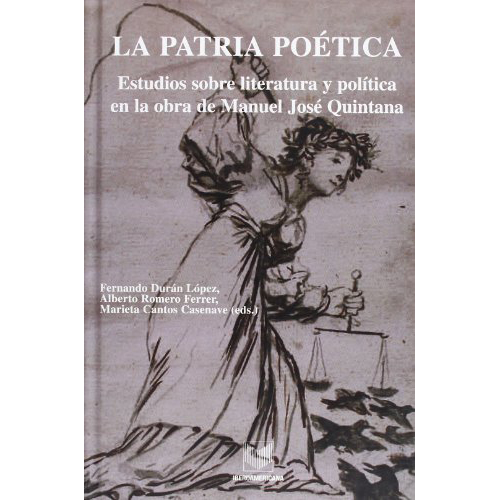 LA PATRIA POÉTICA
Estudios sobre literatura y política
en la obra de Manuel José Quintana
Fernando Durán López,
Alberto Romero Ferrer,
Marieta Cantos Casenave (eds.)
IBEROAMERICANA